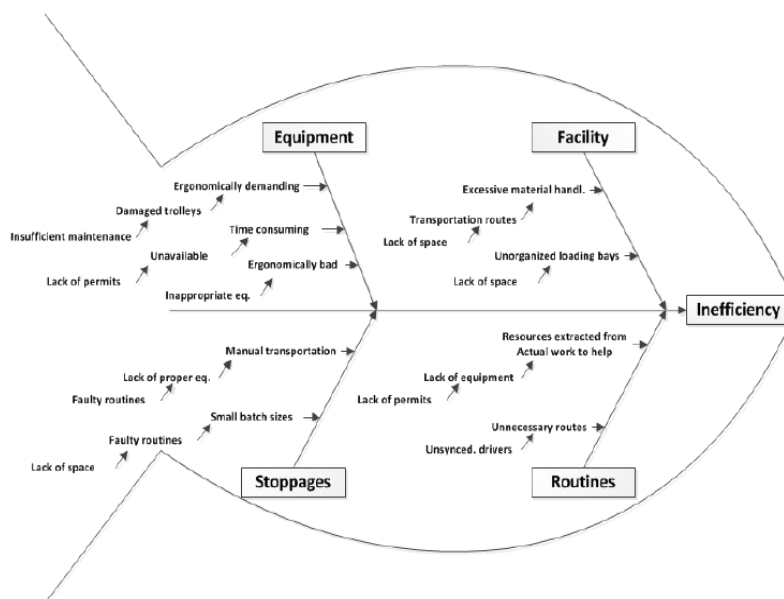 Equipment
Facility
Ergonomically demanding
Damaged trolleys
Insufficient maintenance
Time consuming
Unavailable
Lack of permits
Ergonomically bad
Inappropriate eq.
Excessive material handl.
Transportation routes
Lack of space
Unorganized loading bays
Lack of space
Inefficiency
Manual transportation
Lack of proper eq.
Faulty routines
Small batch sizes
Faulty routines
Lack of space
Resources extracted from
Actual work to help
Lack of equipment
Lack of permits
Unnecessary routes
Unsynced. drivers
Stoppages
Routines